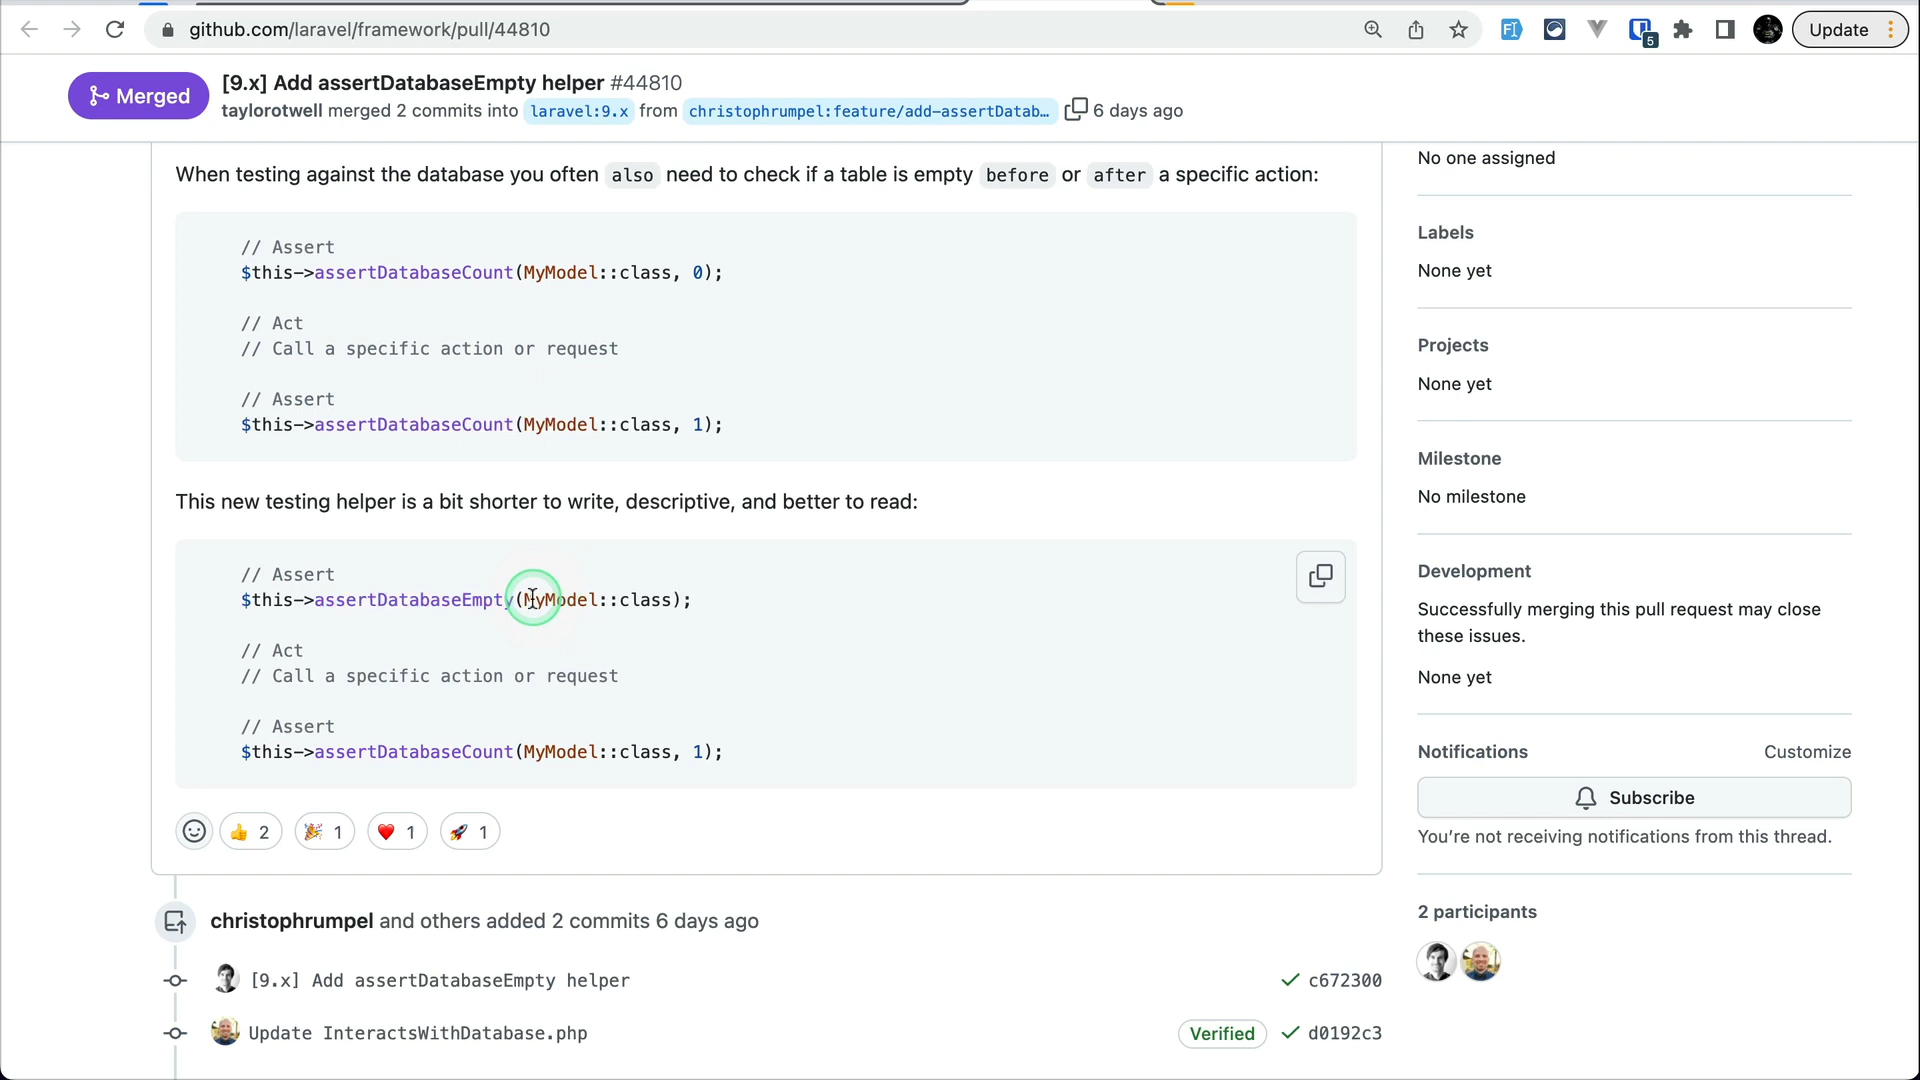 github.com/laravel/framework/pull/44810
5
Update
Merged
[9.x] Add assertDatabaseEmpty helper #44810
taylorotwell merged 2 commits into laravel:9.x from christophrumpel:feature/add-assertDatab… 6 days ago
When testing against the database you often also need to check if a table is empty before or after a specific action:
// Assert
$this->assertDatabaseCount(MyModel::class, 0);
// Act
// Call a specific action or request
// Assert
$this->assertDatabaseCount(MyModel::class, 1);
This new testing helper is a bit shorter to write, descriptive, and better to read:
// Assert
$this->assertDatabaseEmpty(MyModel::class);
// Act
// Call a specific action or request
// Assert
$this->assertDatabaseCount(MyModel::class, 1);
👍 2 🎉 1 ❤️ 1 🚀 1
christophrumpel and others added 2 commits 6 days ago
[9.x] Add assertDatabaseEmpty helper c672300
Update InteractsWithDatabase.php Verified d0192c3
No one assigned
Labels
None yet
Projects
None yet
Milestone
No milestone
Development
Successfully merging this pull request may close
these issues.
None yet
Notifications Customize
Subscribe
You’re not receiving notifications from this thread.
2 participants